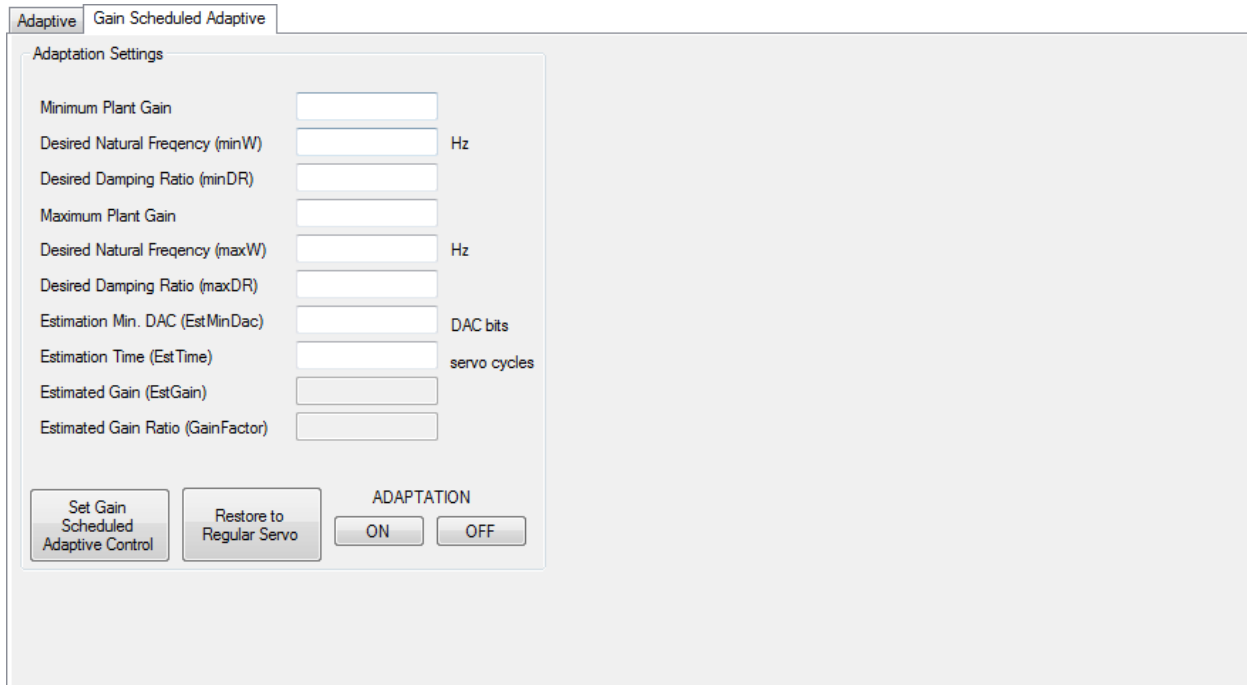 Adaptive Gain Scheduled Adaptive
Adaptation Settings
Minimum Plant Gain
Desired Natural Freqency (minW) Hz
Desired Damping Ratio (minDR)
Maximum Plant Gain
Desired Natural Freqency (maxW) Hz
Desired Damping Ratio (maxDR)
Estimation Min. DAC (EstMinDac) DAC bits
Estimation Time (EstTime) servo cycles
Estimated Gain (EstGain)
Estimated Gain Ratio (GainFactor)
Set Gain
Scheduled
Adaptive Control
Restore to
Regular Servo
ADAPTATION
ON OFF